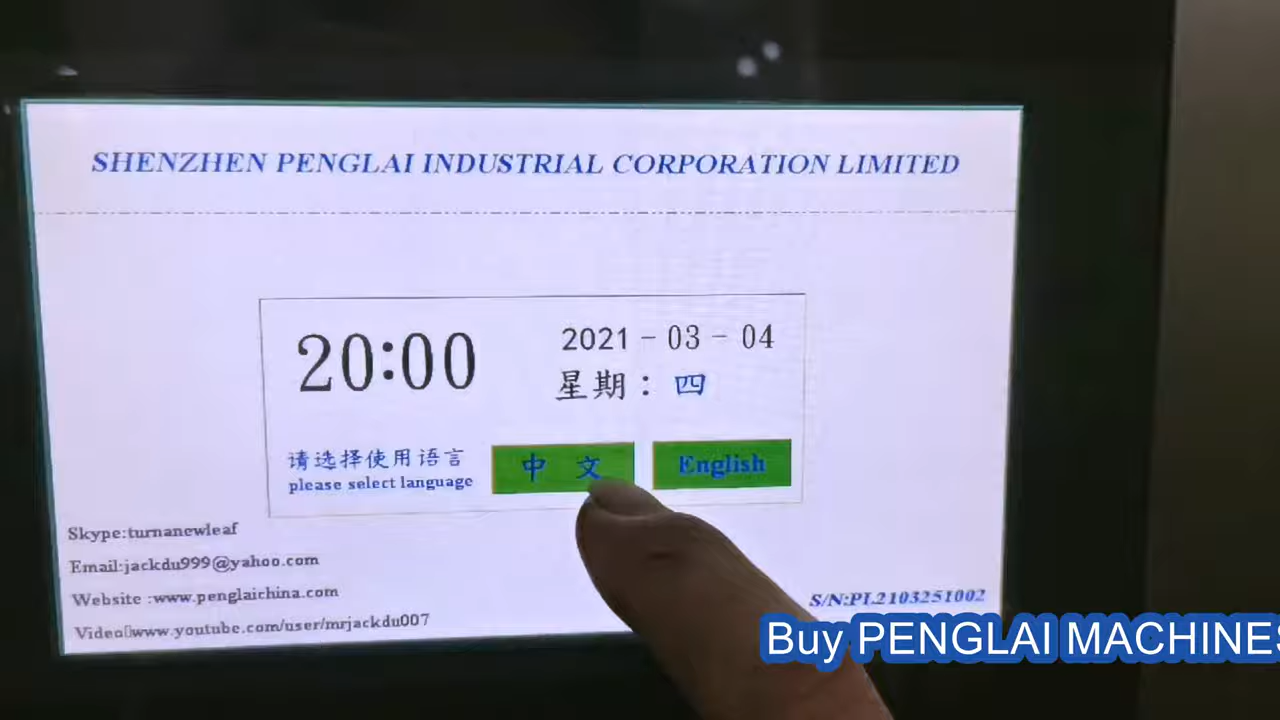 SHENZHEN PENGLAI INDUSTRIAL CORPORATION LIMITED
20:00
2021-03-04
星期：四
请选择使用语言
please select language
中 文
English
Skype:turnanewleaf
Email:jackdu999@yahoo.com
Website :www.penglaichina.com
Video▯www.youtube.com/user/mrjackdu007
S/N:PL2103251002
Buy PENGLAI MACHINES